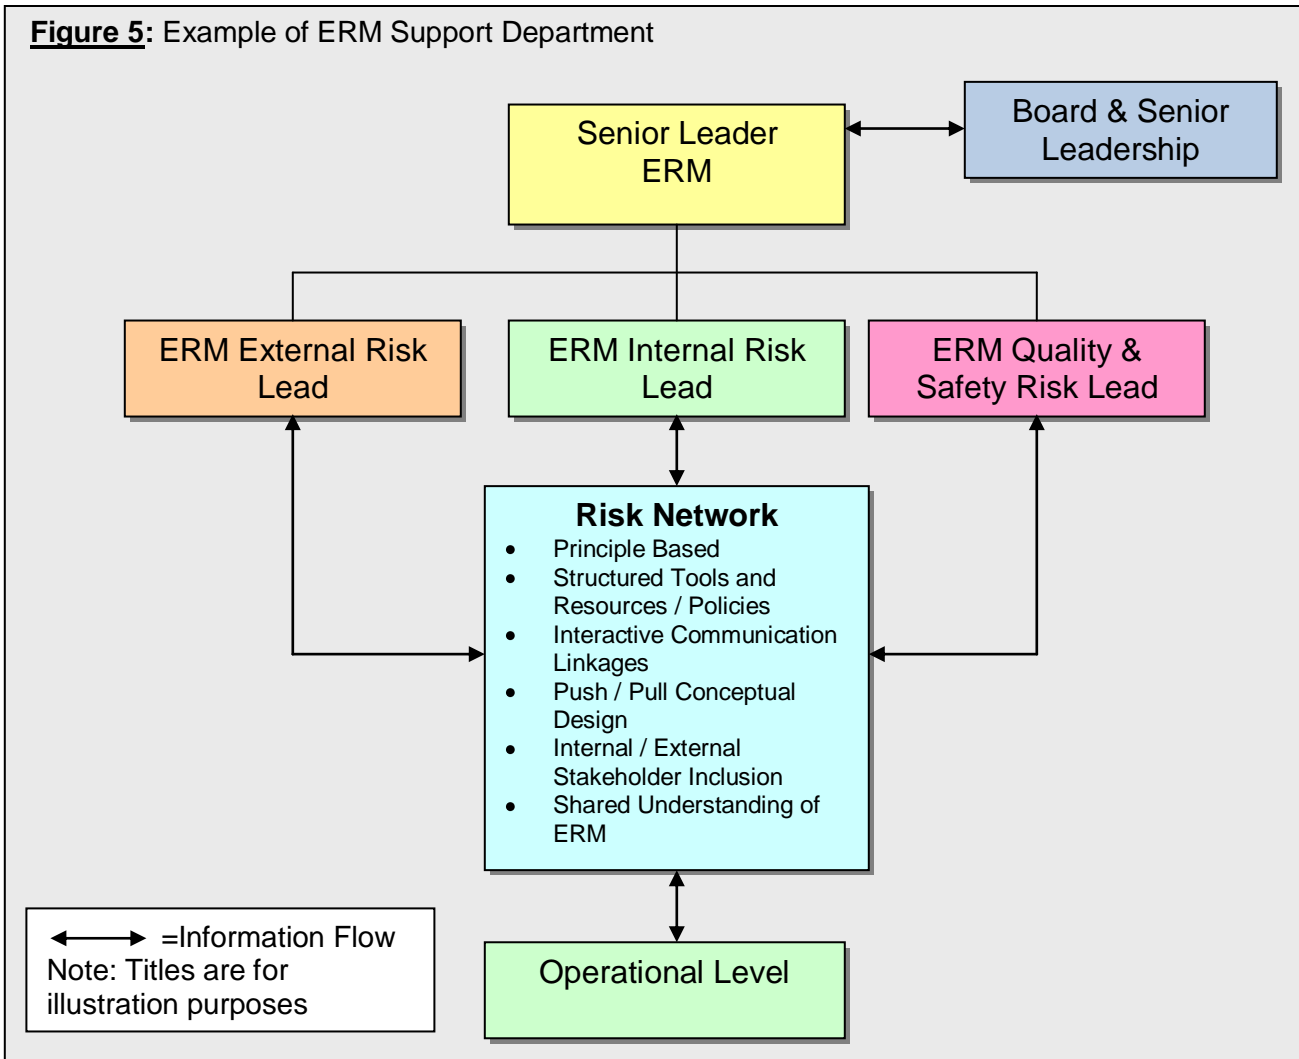 Figure 5: Example of ERM Support Department
Senior Leader
ERM
Board & Senior
Leadership
ERM External Risk
Lead
ERM Internal Risk
Lead
ERM Quality &
Safety Risk Lead
Risk Network
• Principle Based
• Structured Tools and
Resources / Policies
• Interactive Communication
Linkages
• Push / Pull Conceptual
Design
• Internal / External
Stakeholder Inclusion
• Shared Understanding of
ERM
=Information Flow
Note: Titles are for
illustration purposes
Operational Level